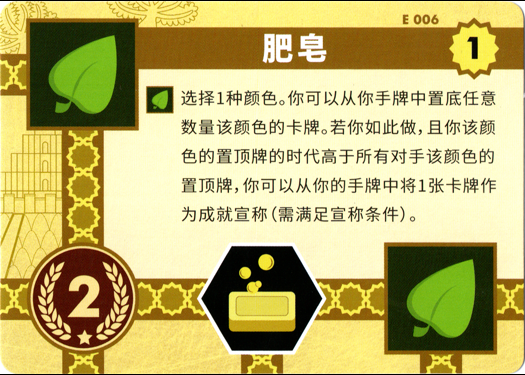 E 006
肥皂
1
选择1种颜色。你可以从你手牌中置底任意
数量该颜色的卡牌。若你如此做，且你该颜
色的置顶牌的时代高于所有对手该颜色的
置顶牌，你可以从你的手牌中将1张卡牌作
为成就宣称（需满足宣称条件）。
2